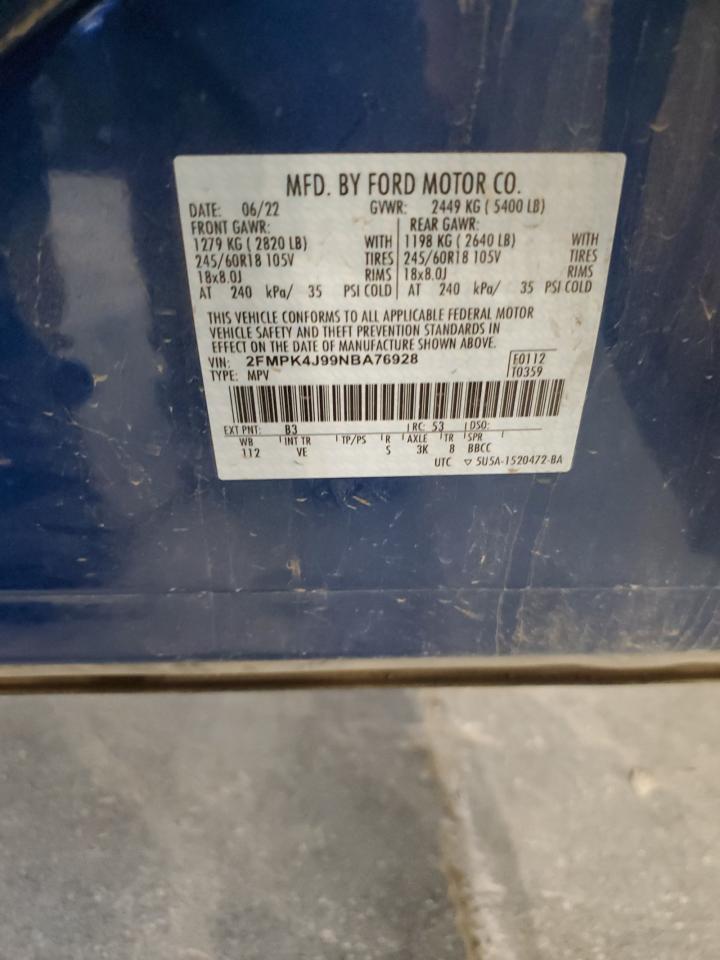 MFD. BY FORD MOTOR CO.
DATE: 06/22 GVWR: 2449 KG ( 5400 LB)
FRONT GAWR: REAR GAWR:
1279 KG ( 2820 LB) WITH 1198 KG ( 2640 LB) WITH
245/60R18 105V TIRES 245/60R18 105V TIRES
18x8.0J RIMS 18x8.0J RIMS
AT 240 kPa/ 35 PSI COLD AT 240 kPa/ 35 PSI COLD
THIS VEHICLE CONFORMS TO ALL APPLICABLE FEDERAL MOTOR
VEHICLE SAFETY AND THEFT PREVENTION STANDARDS IN
EFFECT ON THE DATE OF MANUFACTURE SHOWN ABOVE.
VIN: 2FMPK4J99NBA76928 E0112
TYPE: MPV T0359
EXT PNT: B3 RC: 53 DSO:
WB INT TR TP/PS R AXLE TR SPR
112 VE S 3K 8 BBCC
UTC ▽ 5U5A-1520472-BA